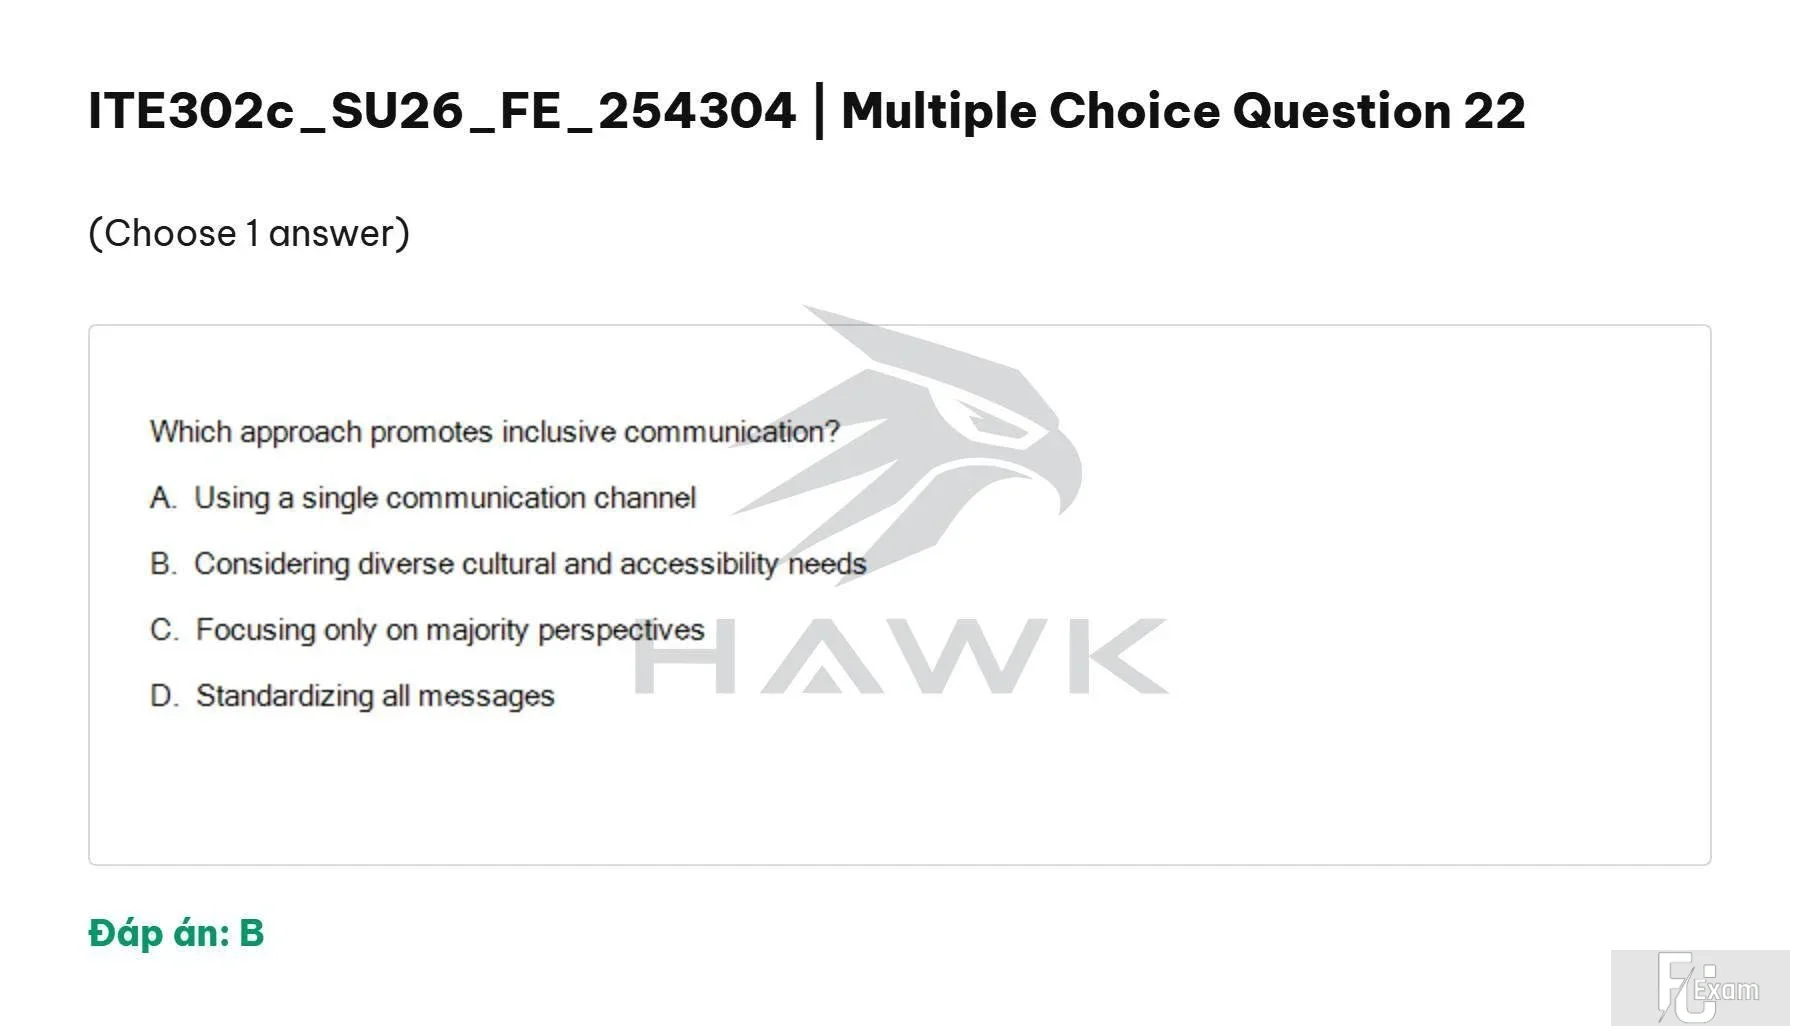 ITE302c_SU26_FE_254304 | Multiple Choice Question 22
(Choose 1 answer)
Which approach promotes inclusive communication?
A. Using a single communication channel
B. Considering diverse cultural and accessibility needs
C. Focusing only on majority perspectives
D. Standardizing all messages
HAWK
Đáp án: B
FU Exam